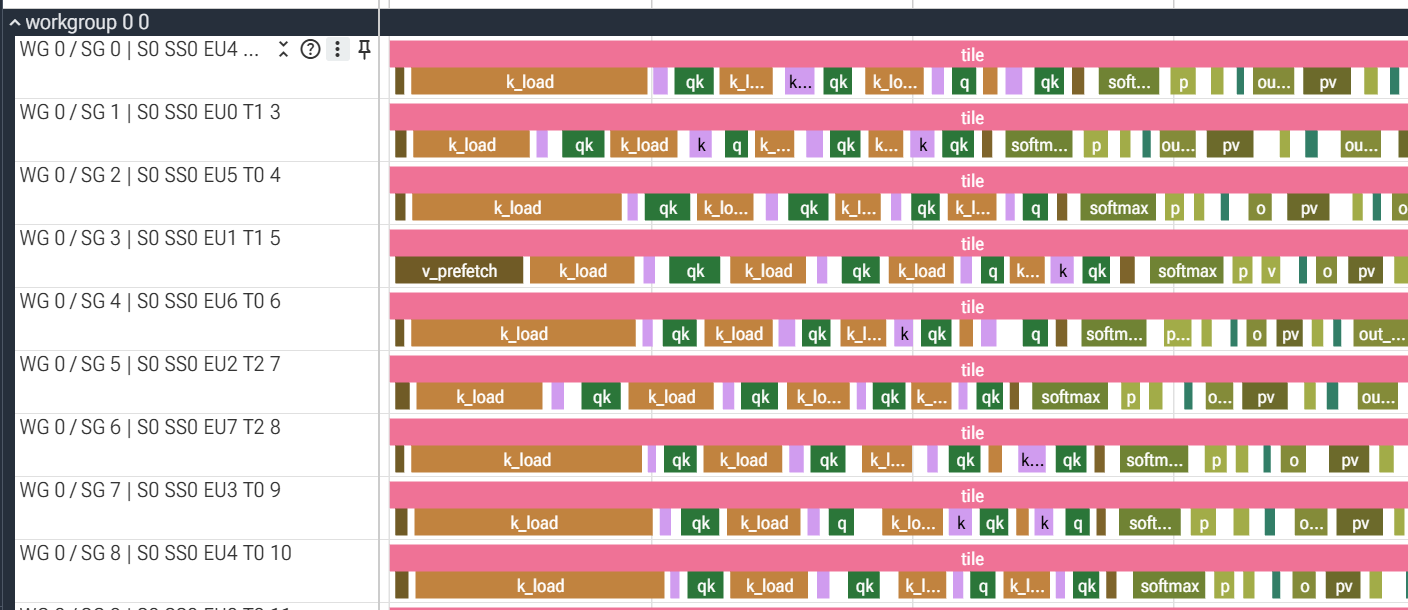 workgroup 0 0
WG 0 / SG 0 | S0 SS0 EU4 ...
tile
k_load qk k_l... k... qk k_lo... q qk soft... p ou... pv
WG 0 / SG 1 | S0 SS0 EU0 T1 3
tile
k_load qk k_load k q k_... qk k... k qk softm... p ou... pv ou...
WG 0 / SG 2 | S0 SS0 EU5 T0 4
tile
k_load qk k_lo... qk k_l... qk k_l... q softmax p o pv o
WG 0 / SG 3 | S0 SS0 EU1 T1 5
tile
v_prefetch k_load qk k_load qk k_load q k... k qk softmax p v o pv
WG 0 / SG 4 | S0 SS0 EU6 T0 6
tile
k_load qk k_load qk k_l... k qk q softm... p... o pv out_...
WG 0 / SG 5 | S0 SS0 EU2 T2 7
tile
k_load qk k_load qk k_lo... qk k_... qk softmax p o... pv ou...
WG 0 / SG 6 | S0 SS0 EU7 T2 8
tile
k_load qk k_load qk k_l... qk k... qk softm... p o pv
WG 0 / SG 7 | S0 SS0 EU3 T0 9
tile
k_load qk k_load q k_lo... k qk k q soft... p o... pv
WG 0 / SG 8 | S0 SS0 EU4 T0 10
tile
k_load qk k_load qk k_l... q k_l... qk softmax p o pv